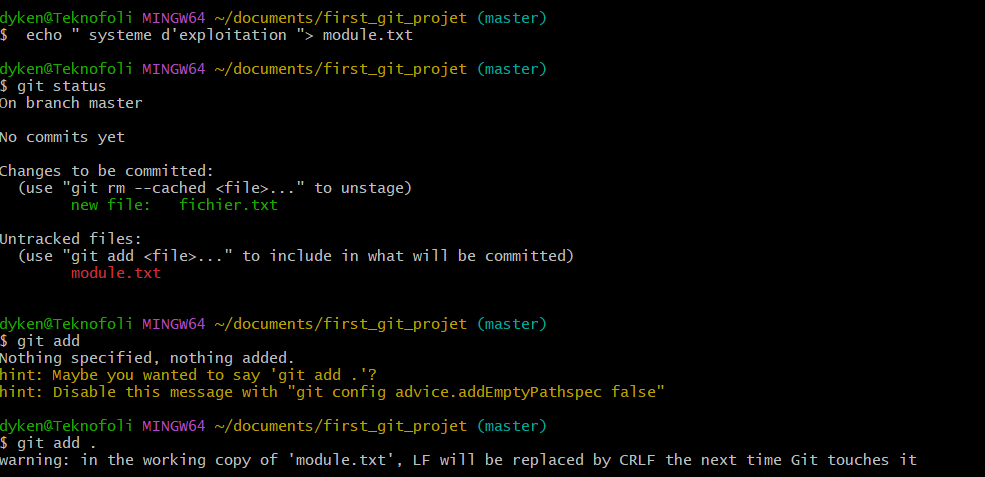 dyken@Teknofoli MINGW64 ~/documents/first_git_projet (master)
$  echo " systeme d'exploitation "> module.txt
dyken@Teknofoli MINGW64 ~/documents/first_git_projet (master)
$ git status
On branch master
No commits yet
Changes to be committed:
  (use "git rm --cached <file>..." to unstage)
        new file:   fichier.txt
Untracked files:
  (use "git add <file>..." to include in what will be committed)
        module.txt
dyken@Teknofoli MINGW64 ~/documents/first_git_projet (master)
$ git add
Nothing specified, nothing added.
hint: Maybe you wanted to say 'git add .'?
hint: Disable this message with "git config advice.addEmptyPathspec false"
dyken@Teknofoli MINGW64 ~/documents/first_git_projet (master)
$ git add .
warning: in the working copy of 'module.txt', LF will be replaced by CRLF the next time Git touches it